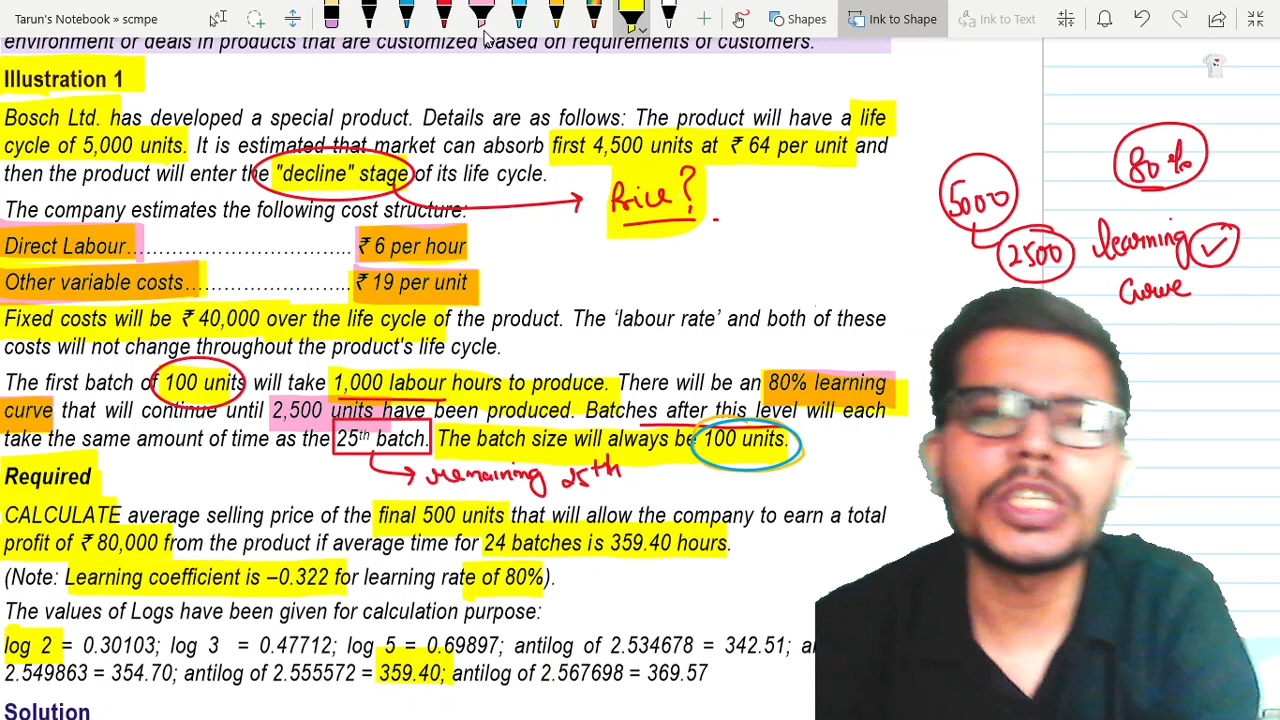 Tarun's Notebook » scmpe
Shapes
Ink to Shape
Ink to Text
environment or deals in products that are customized based on requirements of customers.
Illustration 1
Bosch Ltd. has developed a special product. Details are as follows: The product will have a life
cycle of 5,000 units. It is estimated that market can absorb first 4,500 units at ₹ 64 per unit and
then the product will enter the "decline" stage of its life cycle.
Price?
The company estimates the following cost structure:
Direct Labour…………………………… ₹ 6 per hour
Other variable costs…………………… ₹ 19 per unit
Fixed costs will be ₹ 40,000 over the life cycle of the product. The 'labour rate' and both of these
costs will not change throughout the product's life cycle.
The first batch of 100 units will take 1,000 labour hours to produce. There will be an 80% learning
curve that will continue until 2,500 units have been produced. Batches after this level will each
take the same amount of time as the 25th batch. The batch size will always be 100 units.
remaining 25th
Required
CALCULATE average selling price of the final 500 units that will allow the company to earn a total
profit of ₹ 80,000 from the product if average time for 24 batches is 359.40 hours.
(Note: Learning coefficient is –0.322 for learning rate of 80%).
The values of Logs have been given for calculation purpose:
log 2 = 0.30103; log 3 = 0.47712; log 5 = 0.69897; antilog of 2.534678 = 342.51;
2.549863 = 354.70; antilog of 2.555572 = 359.40; antilog of 2.567698 = 369.57
Solution
80%
5000
2500
learning
curve